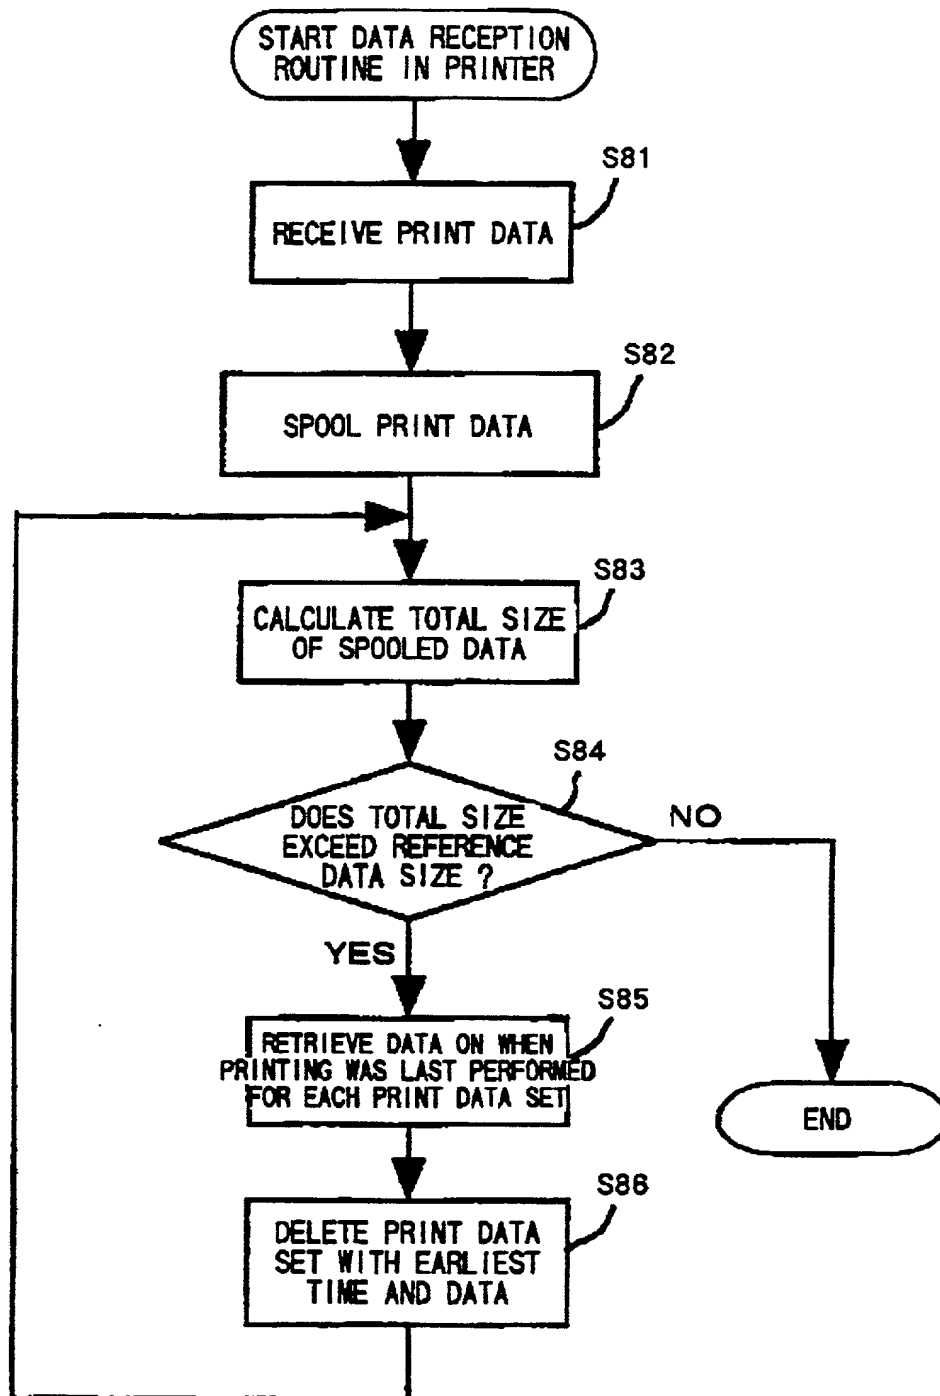 START DATA RECEPTION
ROUTINE IN PRINTER
S81
RECEIVE PRINT DATA
S82
SPOOL PRINT DATA
S83
CALCULATE TOTAL SIZE
OF SPOOLED DATA
S84
DOES TOTAL SIZE
EXCEED REFERENCE
DATA SIZE ?
NO
YES
S85
RETRIEVE DATA ON WHEN
PRINTING WAS LAST PERFORMED
FOR EACH PRINT DATA SET
END
S86
DELETE PRINT DATA
SET WITH EARLIEST
TIME AND DATA